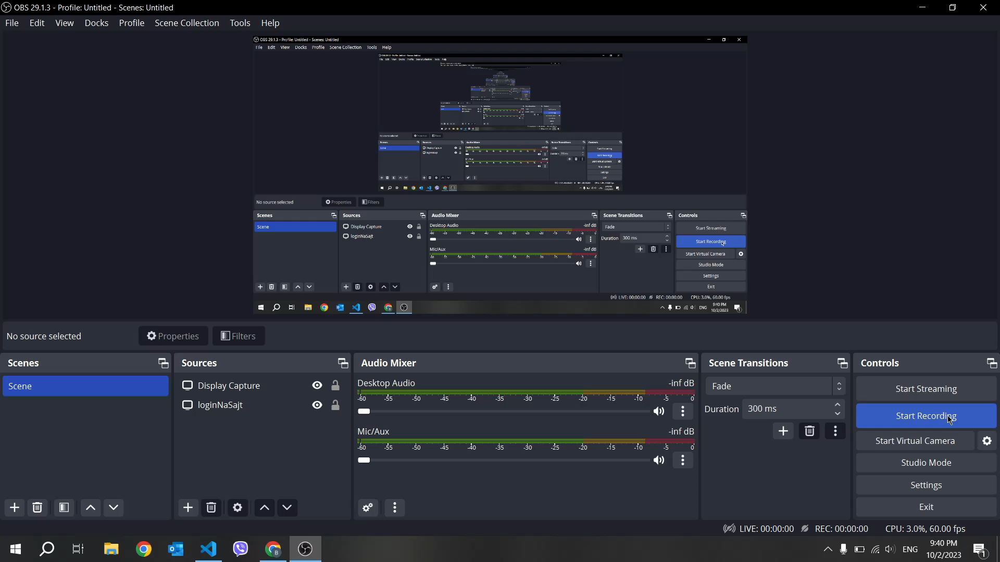 OBS 29.1.3 - Profile: Untitled - Scenes: Untitled
File Edit View Docks Profile Scene Collection Tools Help
OBS 29.1.3 - Profile: Untitled - Scenes: Untitled
File Edit View Docks Profile Scene Collection Tools Help
No source selected Properties Filters
Scenes Sources Audio Mixer Scene Transitions Controls
Scene Display Capture Desktop Audio -inf dB Fade Start Streaming
loginNaSajt Duration 300 ms Start Recording
Mic/Aux -inf dB Start Virtual Camera
Studio Mode
Settings
Exit
LIVE: 00:00:00 REC: 00:00:00 CPU: 3.0%, 60.00 fps
ENG 9:40 PM
10/2/2023
No source selected Properties Filters
Scenes Sources Audio Mixer Scene Transitions Controls
Scene
Display Capture
loginNaSajt
Desktop Audio -inf dB
-60 -55 -50 -45 -40 -35 -30 -25 -20 -15 -10 -5 0
Mic/Aux -inf dB
-60 -55 -50 -45 -40 -35 -30 -25 -20 -15 -10 -5 0
Fade
Duration 300 ms
Start Streaming
Start Recording
Start Virtual Camera
Studio Mode
Settings
Exit
LIVE: 00:00:00 REC: 00:00:00 CPU: 3.0%, 60.00 fps
ENG 9:40 PM
10/2/2023 1